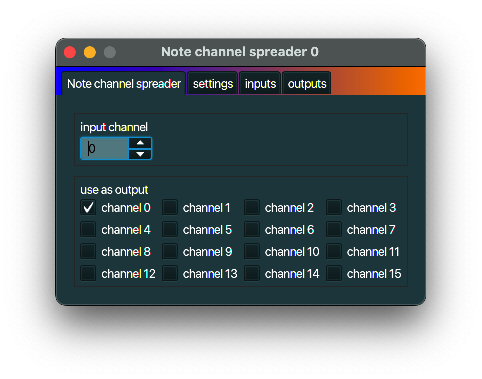 Note channel spreader 0
Note channel spreader settings inputs outputs
input channel
0
use as output
channel 0 channel 1 channel 2 channel 3
channel 4 channel 5 channel 6 channel 7
channel 8 channel 9 channel 10 channel 11
channel 12 channel 13 channel 14 channel 15